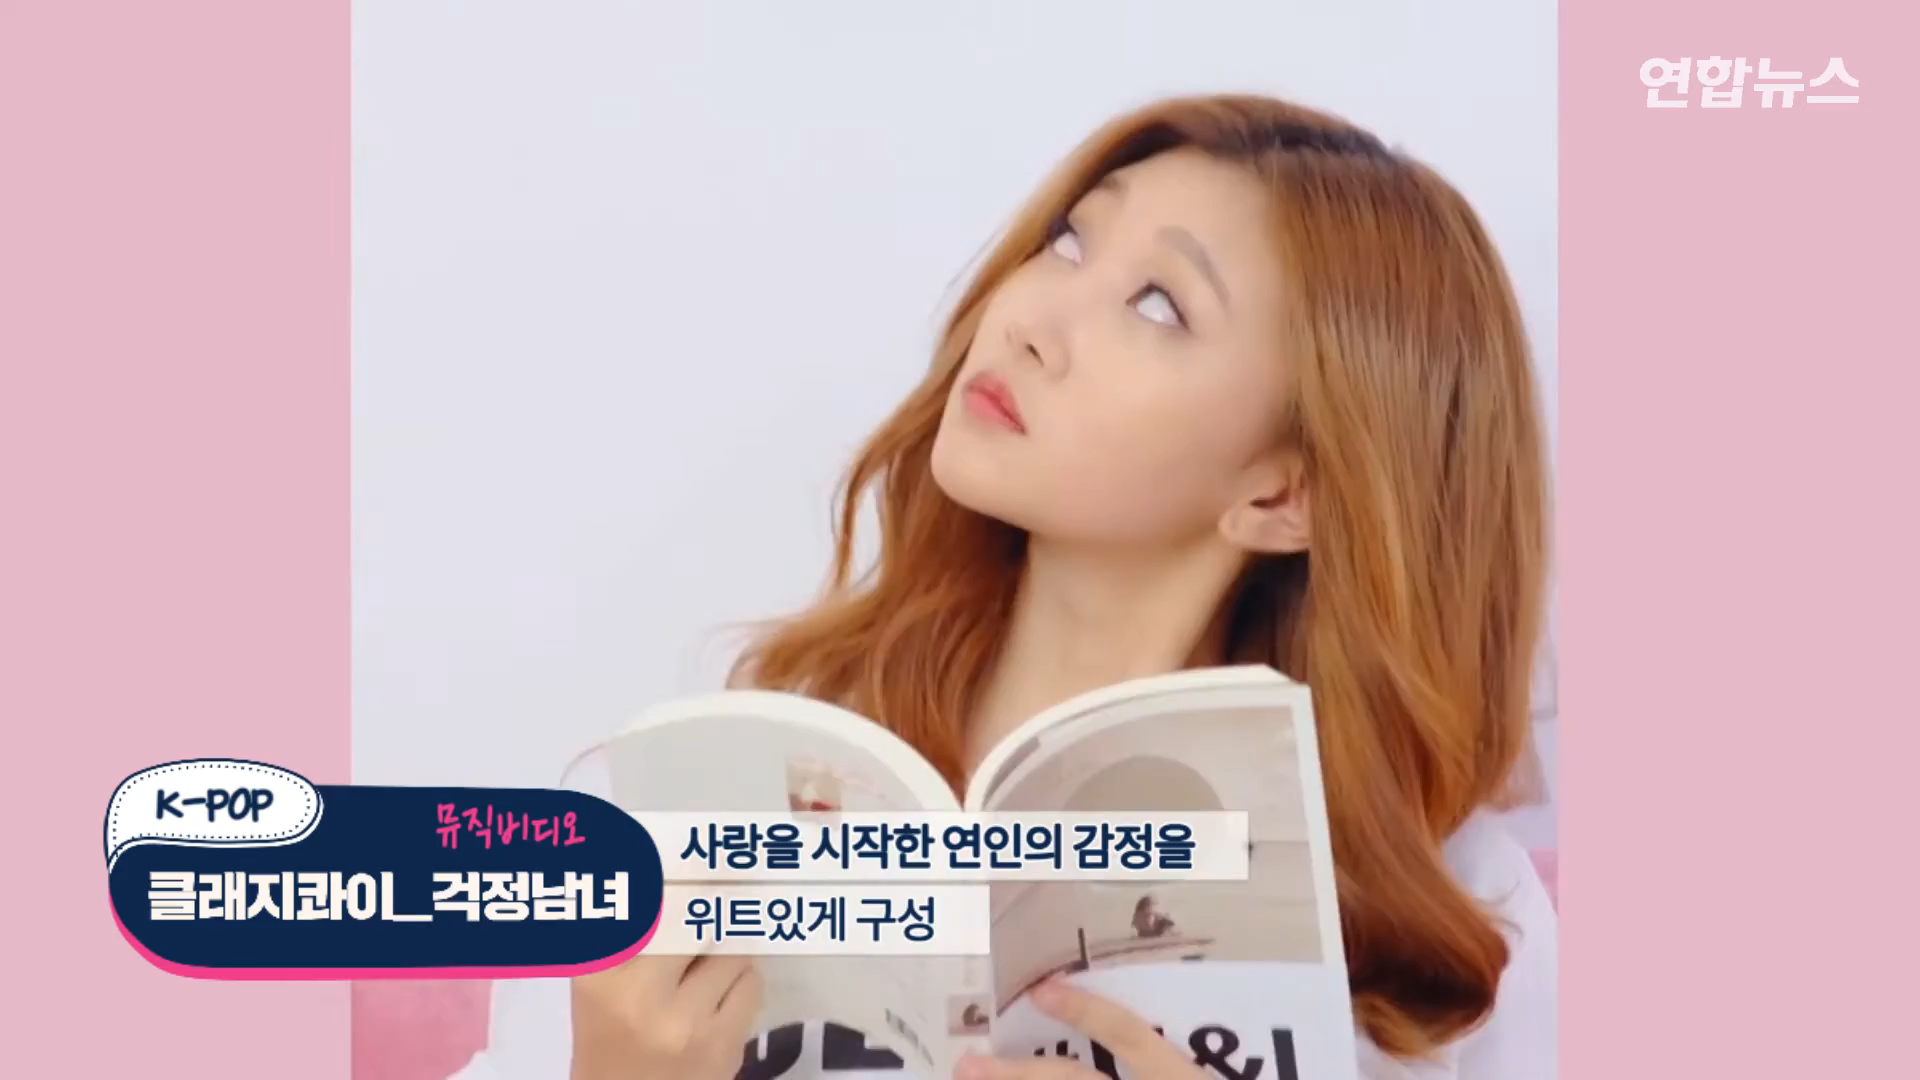 연합뉴스
K-POP
뮤직비디오
클래지콰이_걱정남녀
사랑을 시작한 연인의 감정을
위트있게 구성